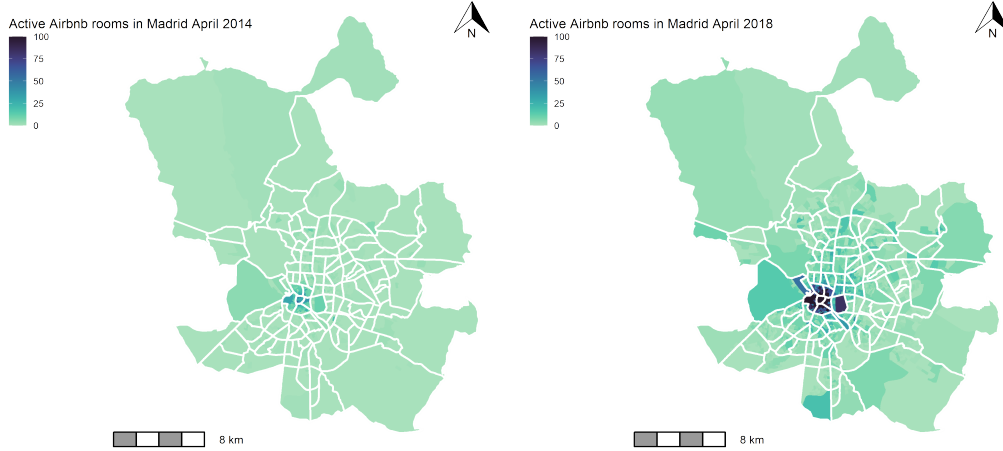 Active Airbnb rooms in Madrid April 2014
100
75
50
25
0
N
8 km
Active Airbnb rooms in Madrid April 2018
100
75
50
25
0
N
8 km